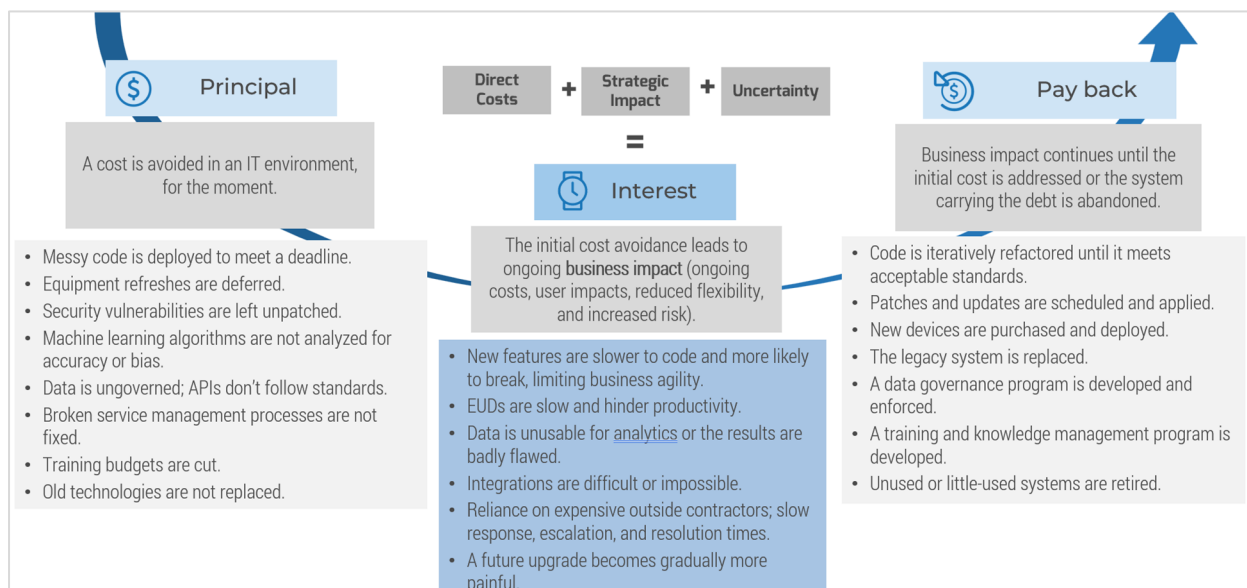 Principal
A cost is avoided in an IT environment,
for the moment.
• Messy code is deployed to meet a deadline.
• Equipment refreshes are deferred.
• Security vulnerabilities are left unpatched.
• Machine learning algorithms are not analyzed for
accuracy or bias.
• Data is ungoverned; APIs don't follow standards.
• Broken service management processes are not
fixed.
• Training budgets are cut.
• Old technologies are not replaced.
Direct
Costs
+
Strategic
Impact
+
Uncertainty
=
Interest
The initial cost avoidance leads to
ongoing business impact (ongoing
costs, user impacts, reduced flexibility,
and increased risk).
• New features are slower to code and more likely
to break, limiting business agility.
• EUDs are slow and hinder productivity.
• Data is unusable for analytics or the results are
badly flawed.
• Integrations are difficult or impossible.
• Reliance on expensive outside contractors; slow
response, escalation, and resolution times.
• A future upgrade becomes gradually more
painful.
Pay back
Business impact continues until the
initial cost is addressed or the system
carrying the debt is abandoned.
• Code is iteratively refactored until it meets
acceptable standards.
• Patches and updates are scheduled and applied.
• New devices are purchased and deployed.
• The legacy system is replaced.
• A data governance program is developed and
enforced.
• A training and knowledge management program is
developed.
• Unused or little-used systems are retired.